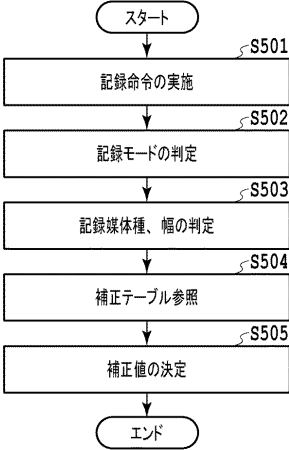 スタート
S501
記録命令の実施
S502
記録モードの判定
S503
記録媒体種、幅の判定
S504
補正テーブル参照
S505
補正値の決定
エンド